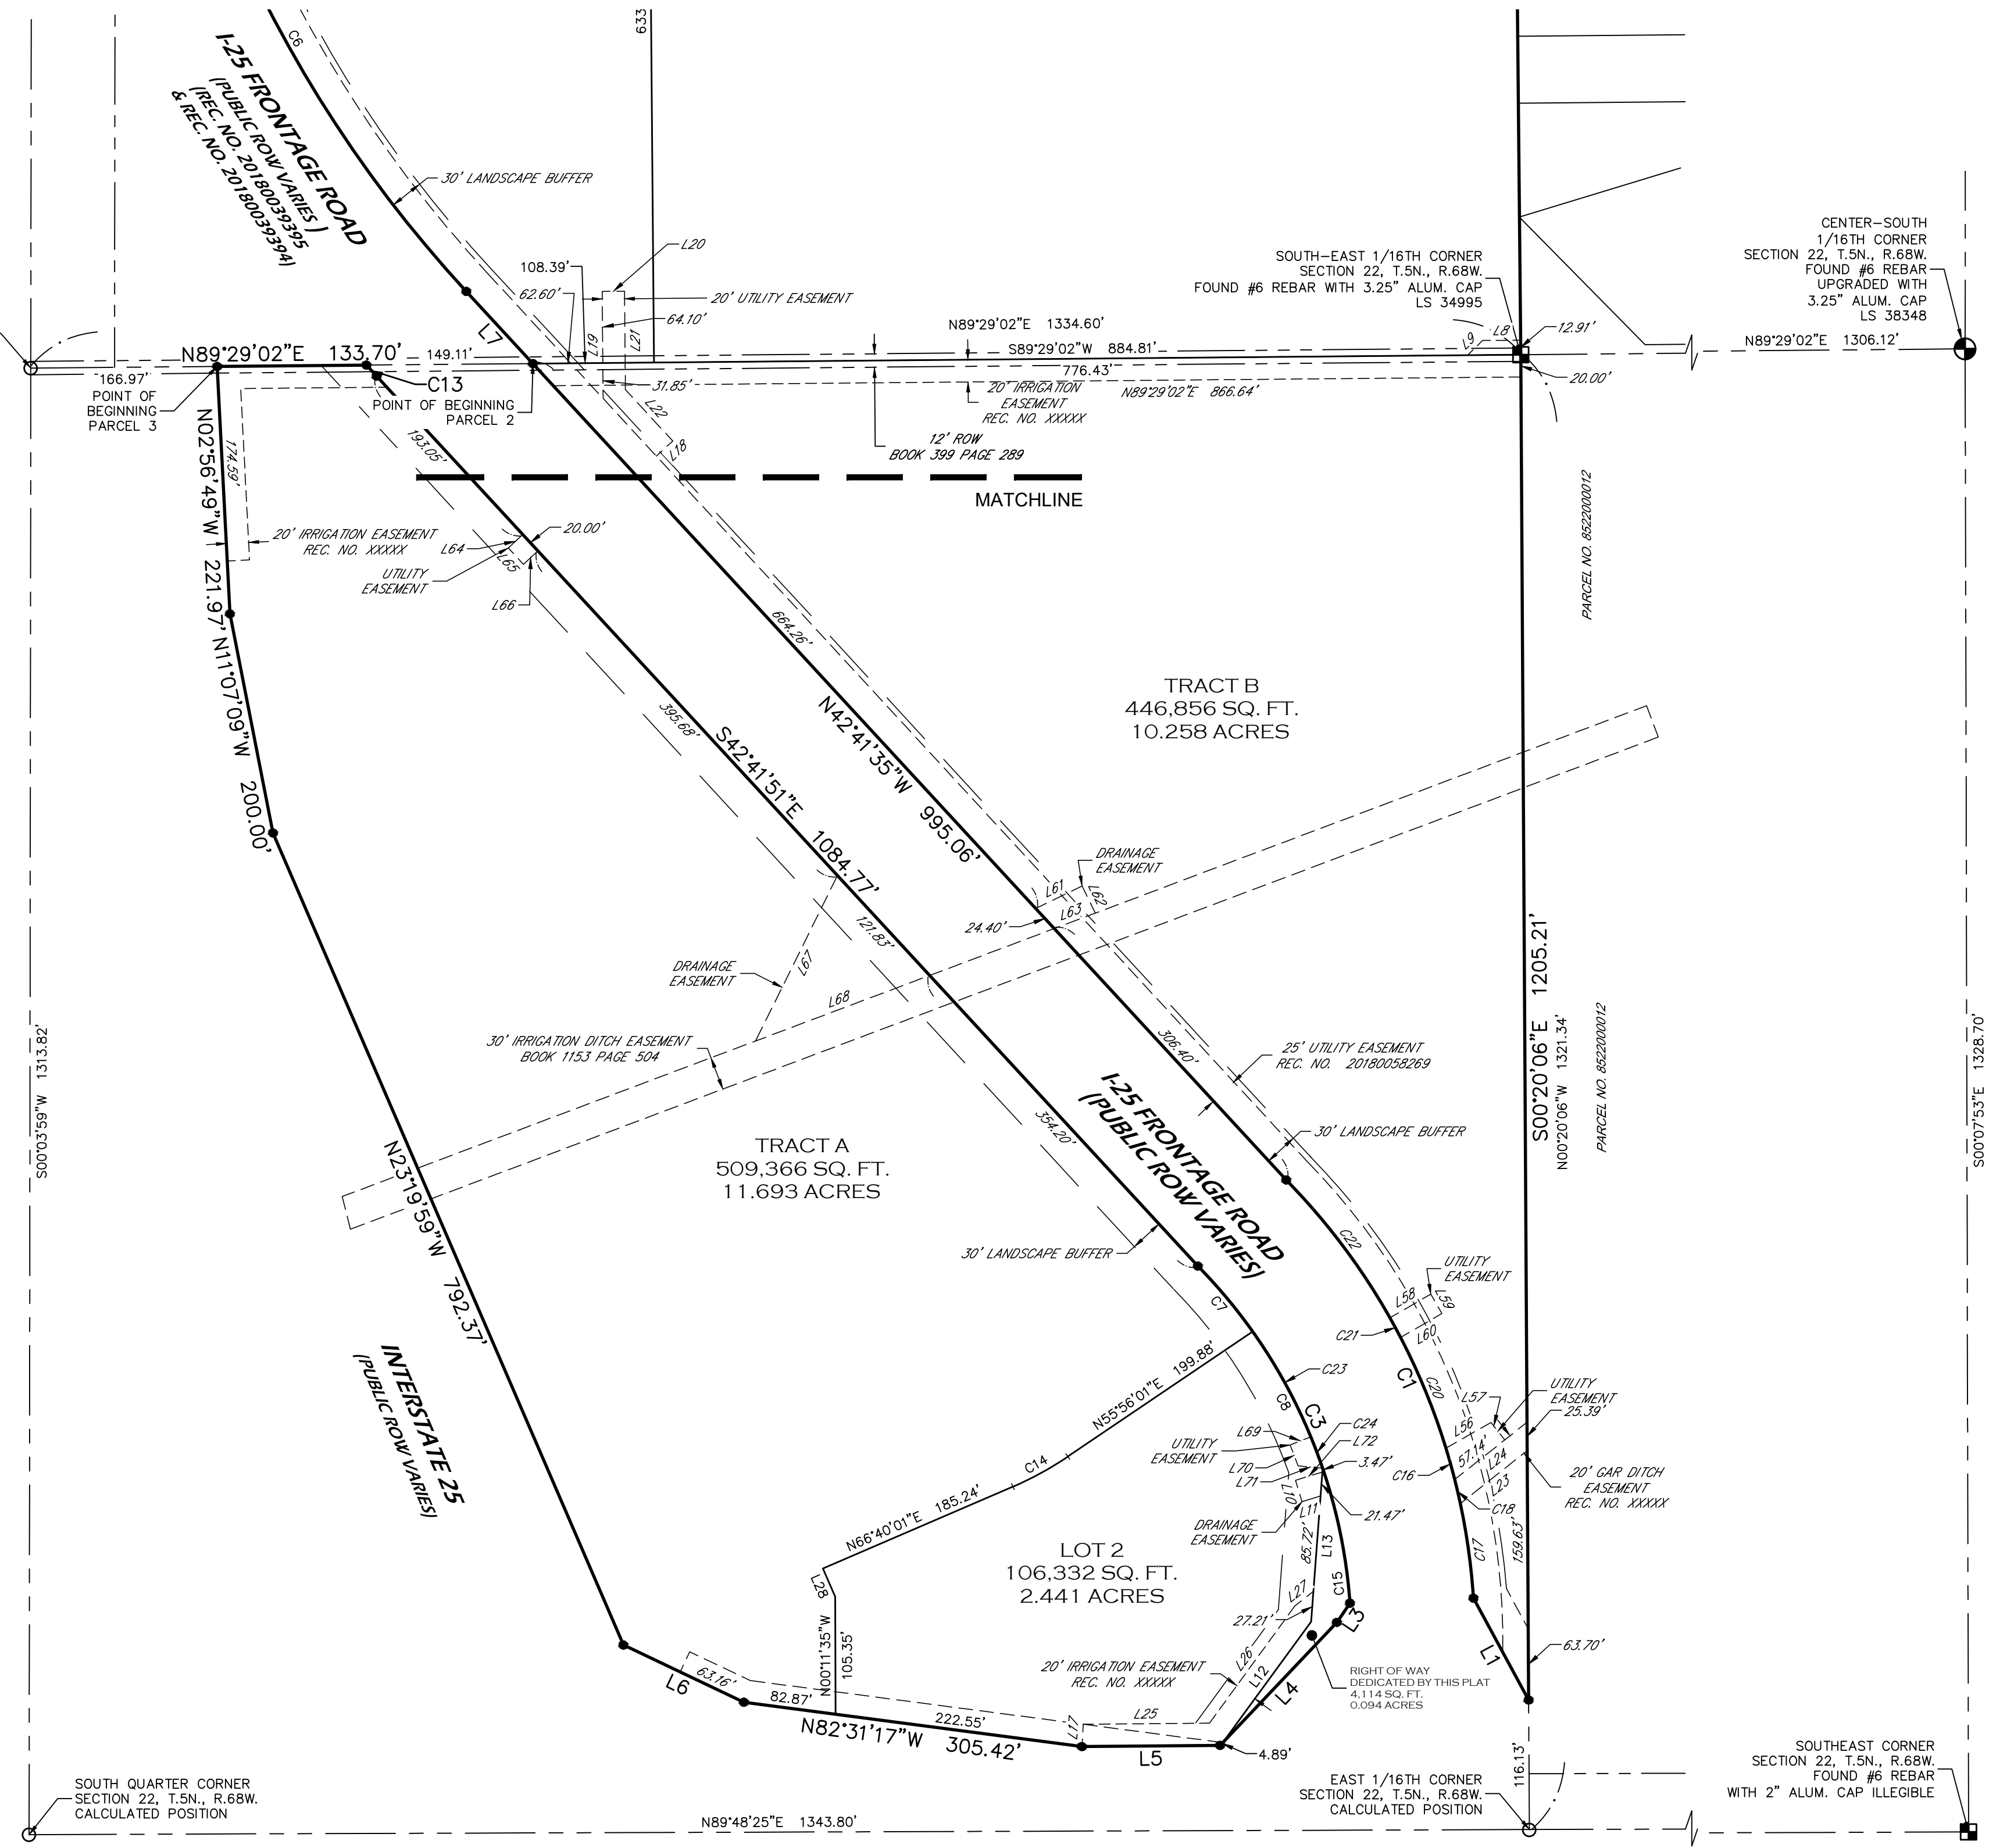 C6
633
I-25 FRONTAGE ROAD
(PUBLIC ROW VARIES )
(REC. NO. 20180039395
& REC. NO. 20180039394)
30' LANDSCAPE BUFFER
L20
108.39'
62.60'
20' UTILITY EASEMENT
64.10'
L19
L21
L7
SOUTH-EAST 1/16TH CORNER
SECTION 22, T.5N., R.68W.
FOUND #6 REBAR WITH 3.25" ALUM. CAP
LS 34995
CENTER-SOUTH
1/16TH CORNER
SECTION 22, T.5N., R.68W.
FOUND #6 REBAR
UPGRADED WITH
3.25" ALUM. CAP
LS 38348
N89°29'02"E 1334.60'
L9
L8
12.91'
N89°29'02"E 1306.12'
N89°29'02"E 133.70'
149.11'
S89°29'02"W 884.81'
776.43'
20.00'
166.97'
POINT OF
BEGINNING
PARCEL 3
C13
POINT OF BEGINNING
PARCEL 2
31.85'
L22
L18
20' IRRIGATION
EASEMENT
REC. NO. XXXXX
N89°29'02"E 866.64'
12' ROW
BOOK 399 PAGE 289
MATCHLINE
N02°56'49"W 221.97'
174.59'
193.05'
20' IRRIGATION EASEMENT
REC. NO. XXXXX
L64
L65
20.00'
UTILITY
EASEMENT
L66
PARCEL NO. 852200012
664.26'
N11°07'09"W 200.00'
395.68'
S42°41'51"E 1084.77'
N42°41'35"W 995.06'
TRACT B
446,856 SQ. FT.
10.258 ACRES
DRAINAGE
EASEMENT
L61
L62
L63
24.40'
121.83'
DRAINAGE
EASEMENT
L67
L68
S00°20'06"E 1205.21'
N00°20'06"W 1321.34'
PARCEL NO. 852200012
S00°03'59"W 1313.82'
S00°07'53"E 1328.70'
30' IRRIGATION DITCH EASEMENT
BOOK 1153 PAGE 504
306.40'
25' UTILITY EASEMENT
REC. NO. 20180058269
354.20'
I-25 FRONTAGE ROAD
(PUBLIC ROW VARIES)
30' LANDSCAPE BUFFER
TRACT A
509,366 SQ. FT.
11.693 ACRES
N23°19'59"W 792.37'
30' LANDSCAPE BUFFER
C22
UTILITY
EASEMENT
L58
L59
L60
C21
C7
INTERSTATE 25
(PUBLIC ROW VARIES)
N55°56'01"E 199.88'
C23
C8
C3
C1
C20
L57
UTILITY
EASEMENT
25.39'
L56
57.14'
L24
L23
C16
C18
20' GAR DITCH
EASEMENT
REC. NO. XXXXX
L69
C24
L72
UTILITY
EASEMENT
L70
L71
3.47'
C14
L10
L11
21.47'
N66°40'01"E 185.24'
DRAINAGE
EASEMENT
85.72'
L13
C17
159.63'
LOT 2
106,332 SQ. FT.
2.441 ACRES
L28
L27
C15
27.21'
L3
N00°11'35"W
105.35'
L26
L12
20' IRRIGATION EASEMENT
REC. NO. XXXXX
L1
63.70'
RIGHT OF WAY
DEDICATED BY THIS PLAT
4,114 SQ. FT.
0.094 ACRES
L4
L6
63.16'
82.87'
222.55'
N82°31'17"W 305.42'
L17
L25
L5
4.89'
116.13'
SOUTH QUARTER CORNER
SECTION 22, T.5N., R.68W.
CALCULATED POSITION
EAST 1/16TH CORNER
SECTION 22, T.5N., R.68W.
CALCULATED POSITION
SOUTHEAST CORNER
SECTION 22, T.5N., R.68W.
FOUND #6 REBAR
WITH 2" ALUM. CAP ILLEGIBLE
N89°48'25"E 1343.80'